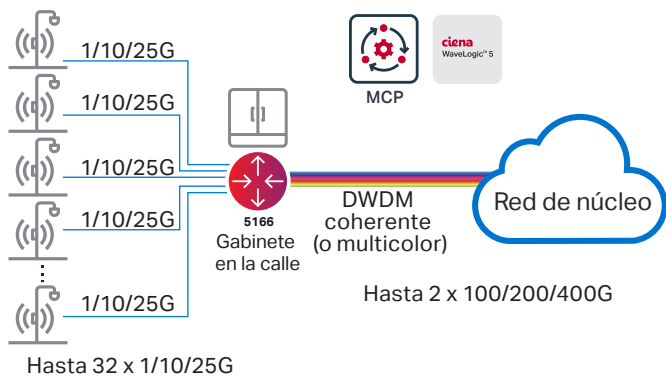 1/10/25G
1/10/25G
1/10/25G
1/10/25G
1/10/25G
Hasta 32 x 1/10/25G
MCP
ciena
WaveLogic™ 5
5166
Gabinete
en la calle
DWDM
coherente
(o multicolor)
Red de núcleo
Hasta 2 x 100/200/400G